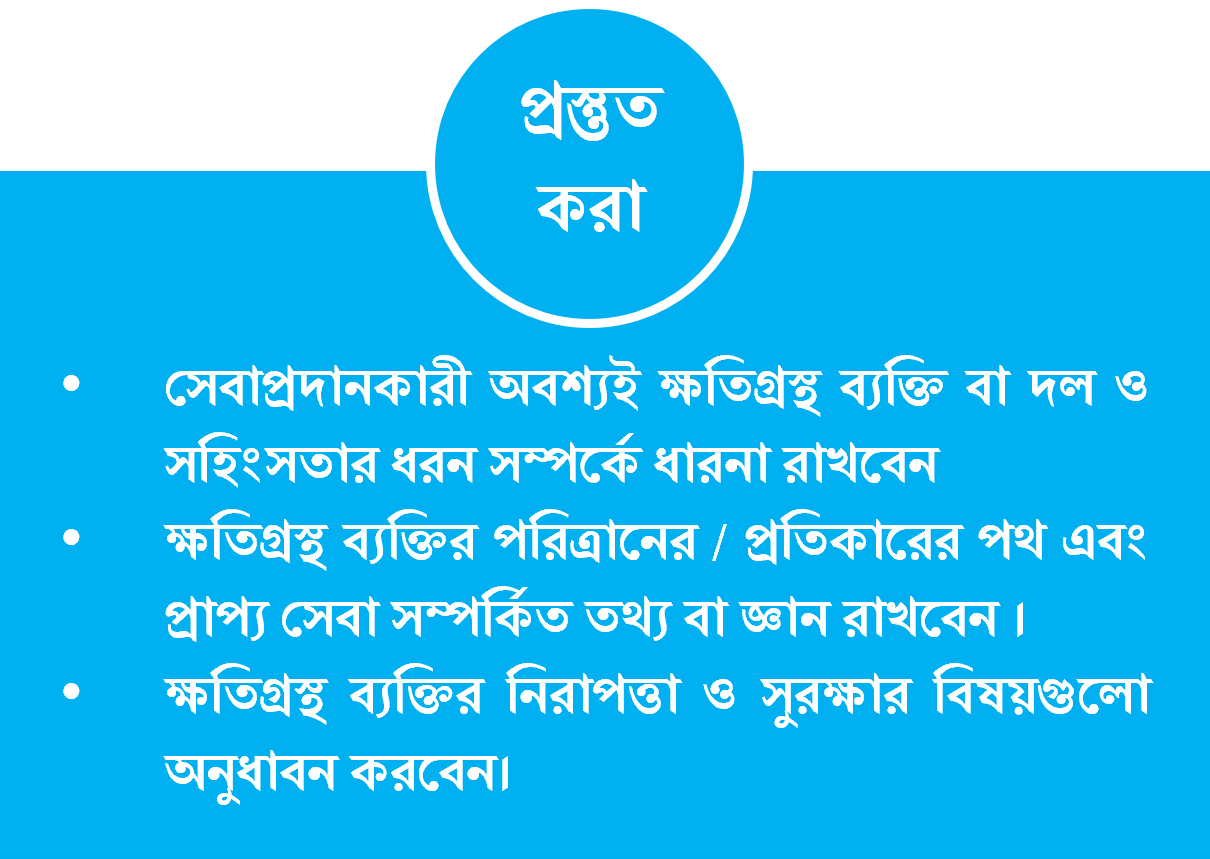 প্রস্তুত
করা
• সেবাপ্রদানকারী অবশ্যই ক্ষতিগ্রস্থ ব্যক্তি বা দল ও
সহিংসতার ধরন সম্পর্কে ধারনা রাখবেন
• ক্ষতিগ্রস্থ ব্যক্তির পরিত্রানের / প্রতিকারের পথ এবং
প্রাপ্য সেবা সম্পর্কিত তথ্য বা জ্ঞান রাখবেন ।
• ক্ষতিগ্রস্থ ব্যক্তির নিরাপত্তা ও সুরক্ষার বিষয়গুলো
অনুধাবন করবেন।